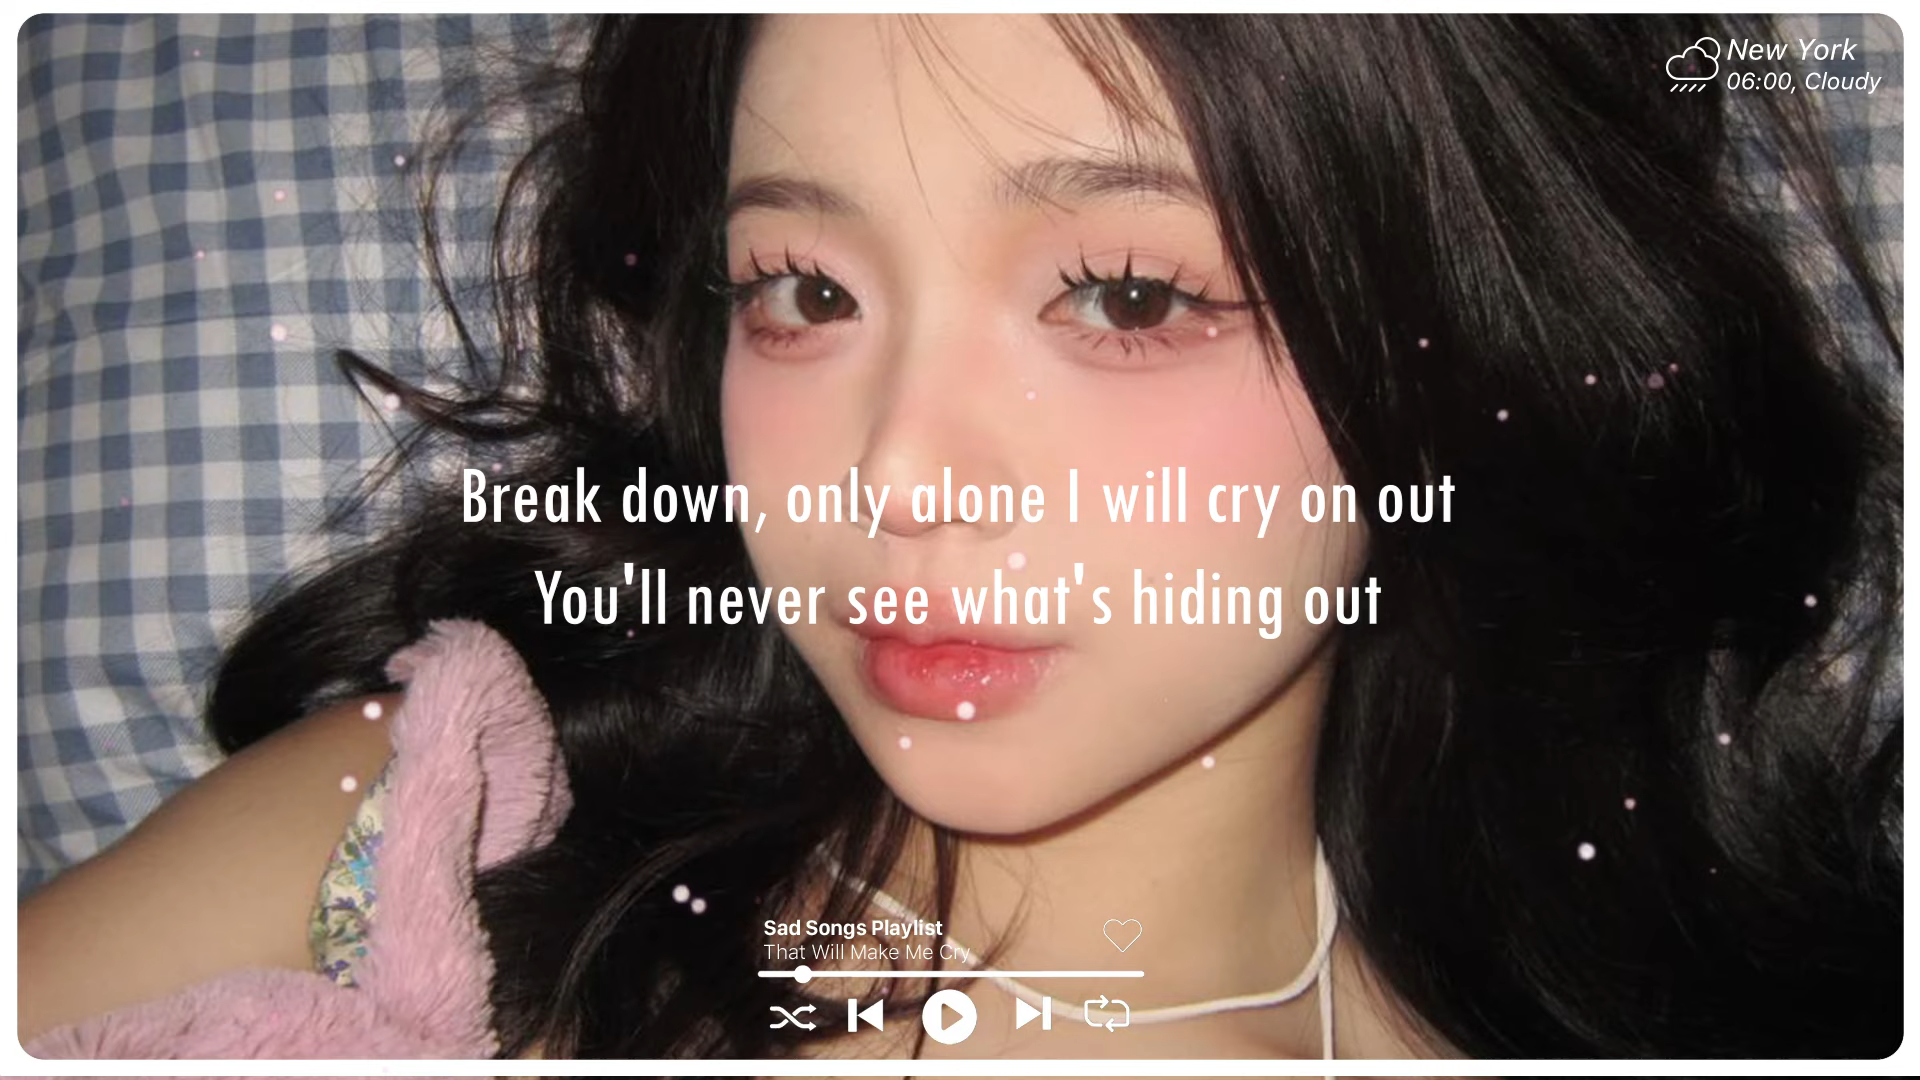 New York
06:00, Cloudy
Break down, only alone I will cry on out
You'll never see what's hiding out
Sad Songs Playlist
That Will Make Me Cry